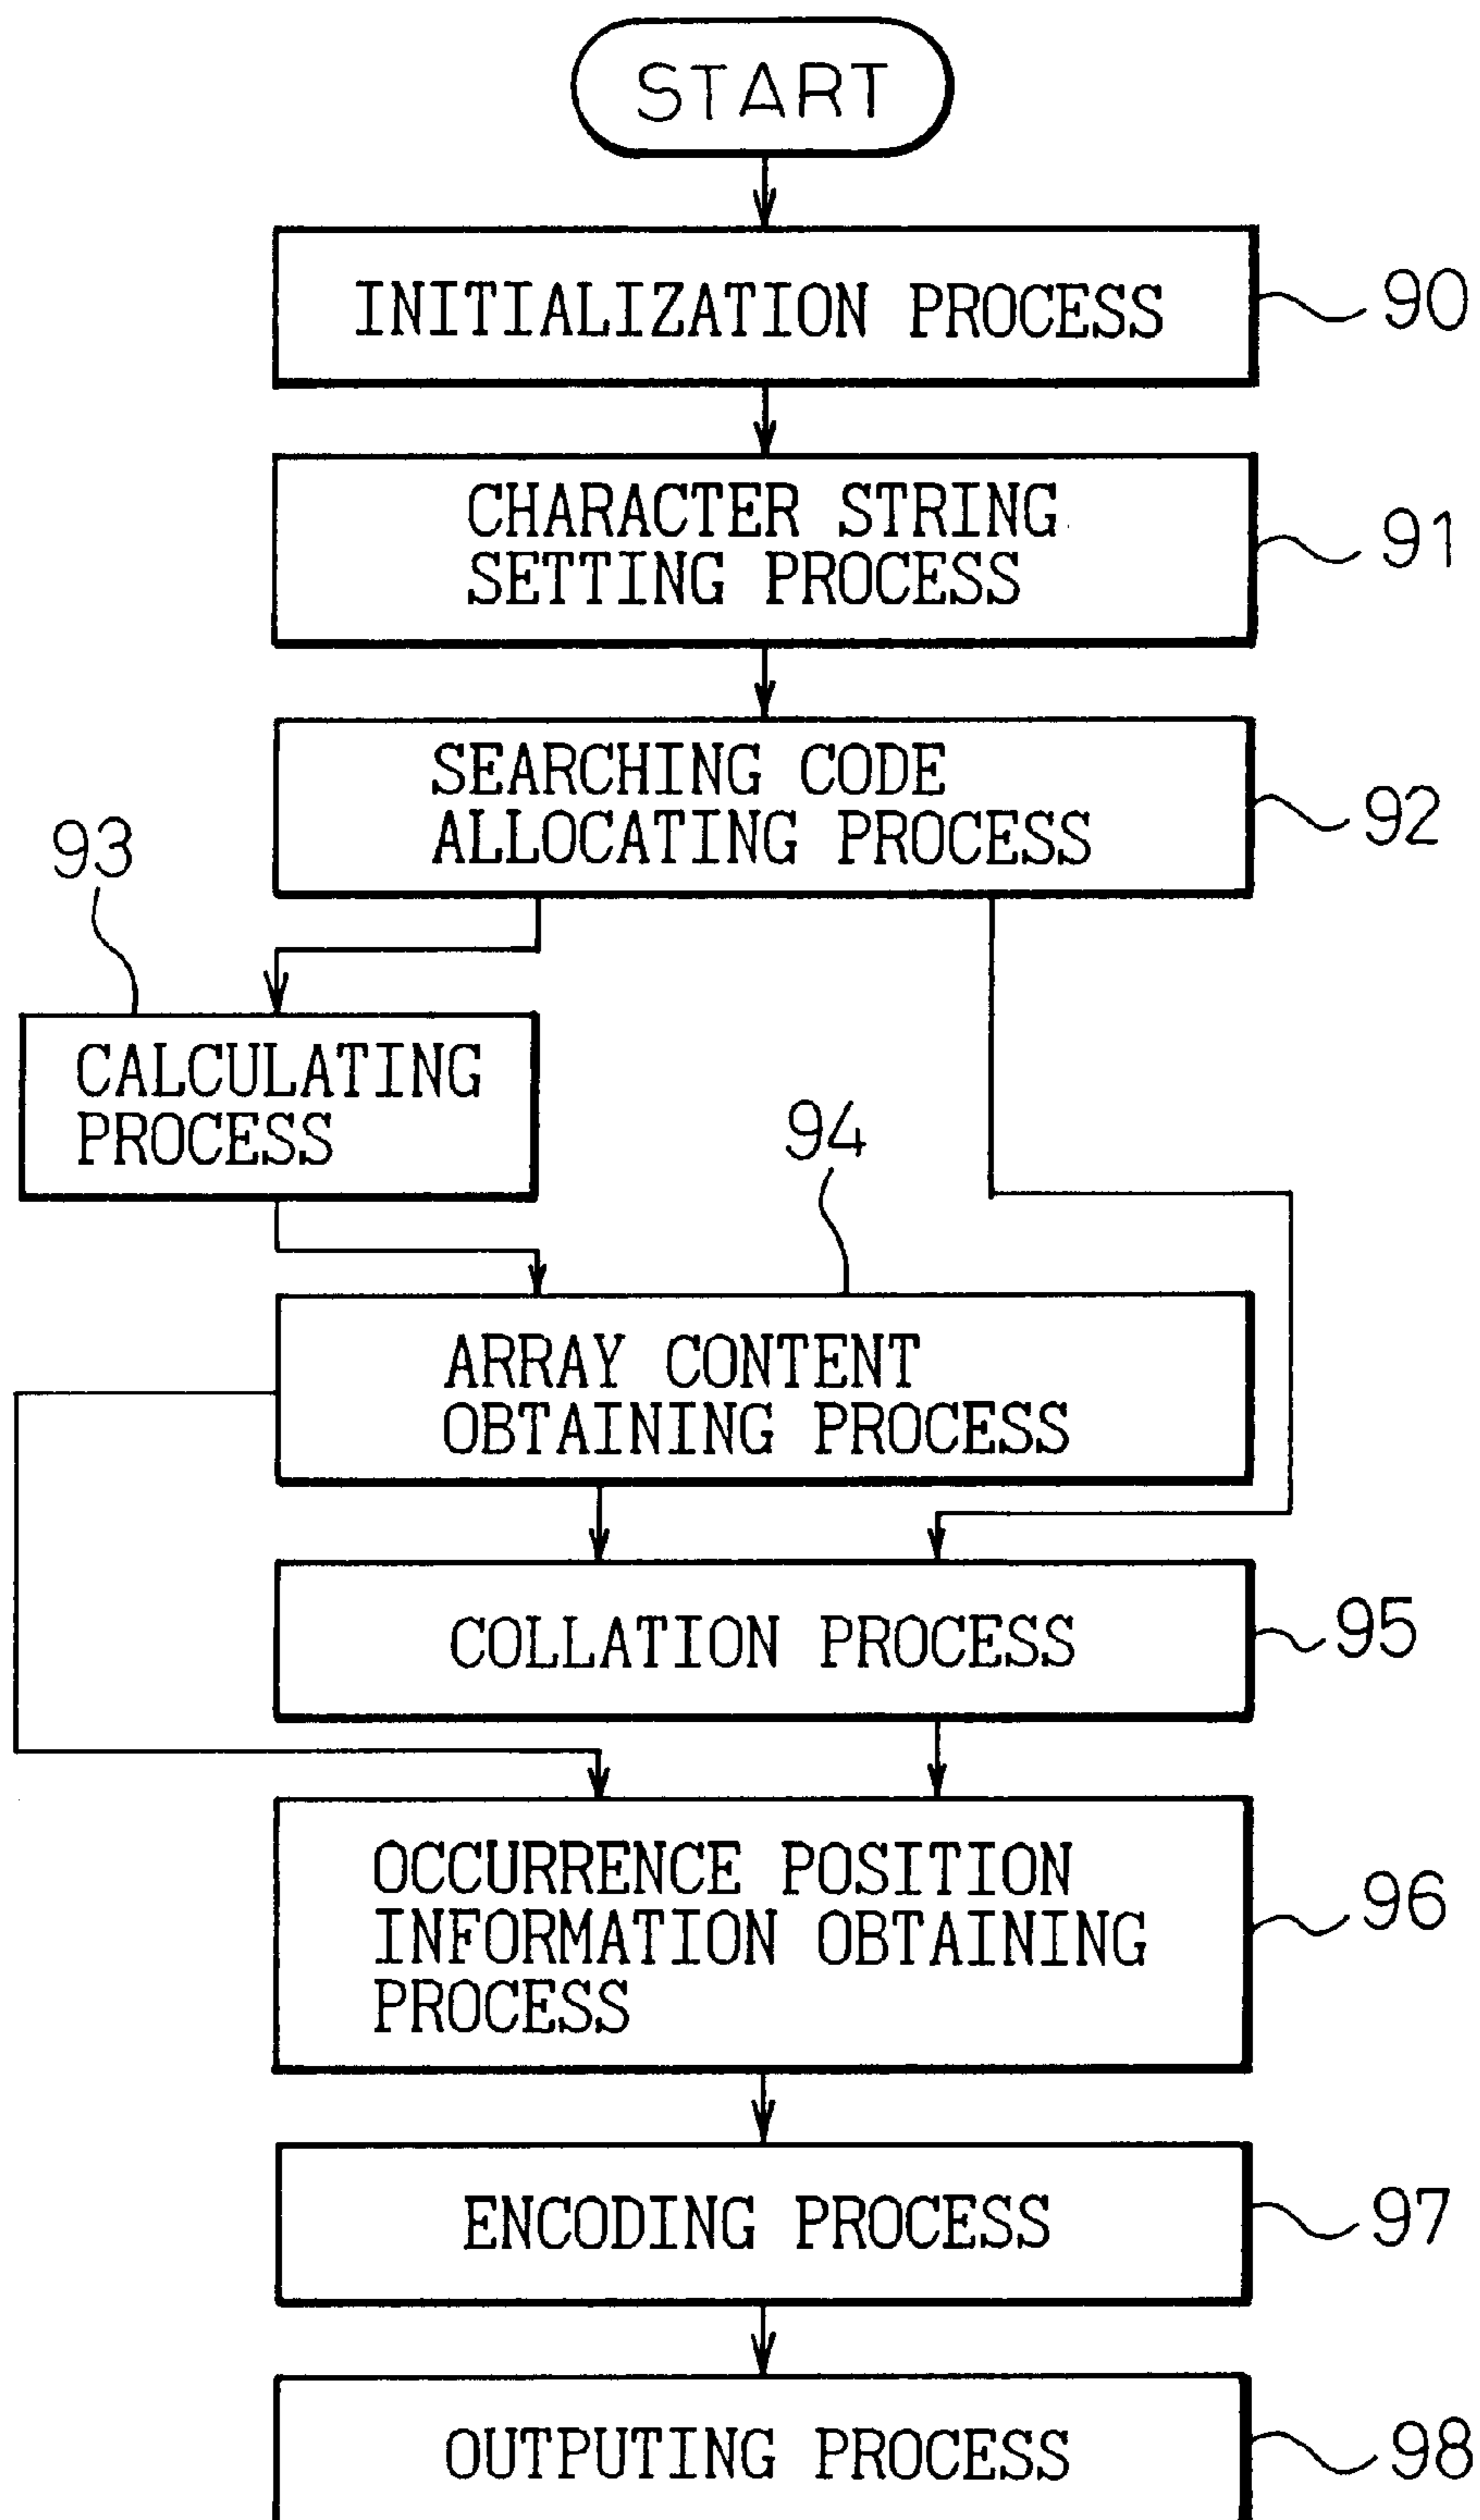 START
INITIALIZATION PROCESS
90
CHARACTER STRING
SETTING PROCESS
91
SEARCHING CODE
ALLOCATING PROCESS
92
93
CALCULATING
PROCESS
94
ARRAY CONTENT
OBTAINING PROCESS
COLLATION PROCESS
95
OCCURRENCE POSITION
INFORMATION OBTAINING
PROCESS
96
ENCODING PROCESS
97
OUTPUTING PROCESS
98